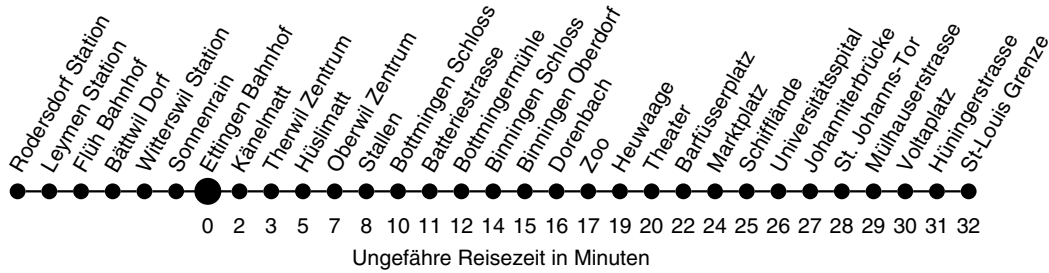 Rodersdorf Station
Leymen Station
Flüh Bahnhof
Bättwil Dorf
Witterswil Station
Sonnenrain
Ettingen Bahnhof
Känelmatt
Therwil Zentrum
Hüslimatt
Oberwil Zentrum
Stallen
Bottmingen Schloss
Batteriestrasse
Bottmingermühle
Binningen Schloss
Binningen Oberdorf
Dorenbach
Zoo
Heuwaage
Theater
Barfüsserplatz
Marktplatz
Schifflände
Universitätsspital
Johanniterbrücke
St. Johanns-Tor
Mülhauserstrasse
Voltaplatz
Hüningerstrasse
St-Louis Grenze
0 2 3 5 7 8 10 11 12 14 15 16 17 19 20 22 24 25 26 27 28 29 30 31 32
Ungefähre Reisezeit in Minuten